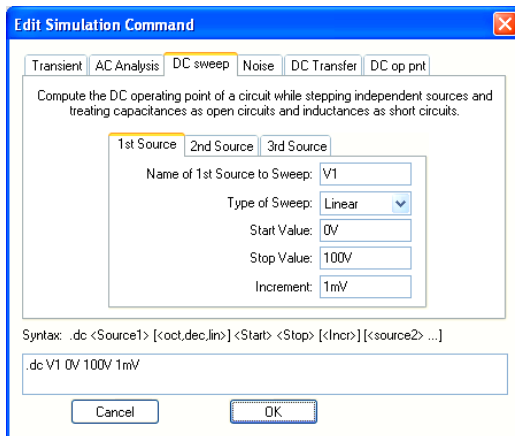 Edit Simulation Command
Transient AC Analysis DC sweep Noise DC Transfer DC op pnt
Compute the DC operating point of a circuit while stepping independent sources and
treating capacitances as open circuits and inductances as short circuits.
1st Source 2nd Source 3rd Source
Name of 1st Source to Sweep: V1
Type of Sweep: Linear
Start Value: 0V
Stop Value: 100V
Increment: 1mV
Syntax: .dc <Source1> [<oct,dec,lin>] <Start> <Stop> [<Incr>] [<source2> ...]
.dc V1 0V 100V 1mV
Cancel OK